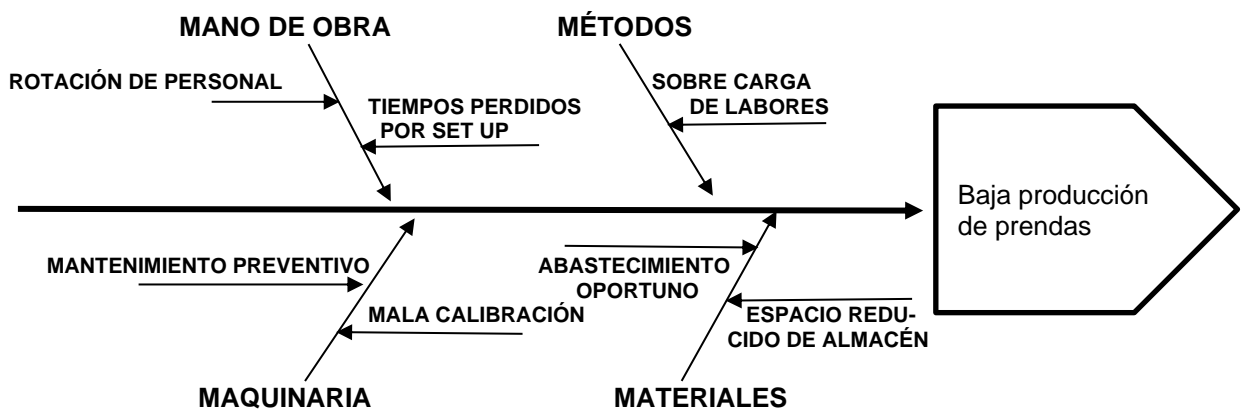 MANO DE OBRA
MÉTODOS
ROTACIÓN DE PERSONAL
TIEMPOS PERDIDOS
POR SET UP
SOBRE CARGA
DE LABORES
Baja producción
de prendas
MANTENIMIENTO PREVENTIVO
MALA CALIBRACIÓN
ABASTECIMIENTO
OPORTUNO
ESPACIO REDU-
CIDO DE ALMACÉN
MAQUINARIA
MATERIALES